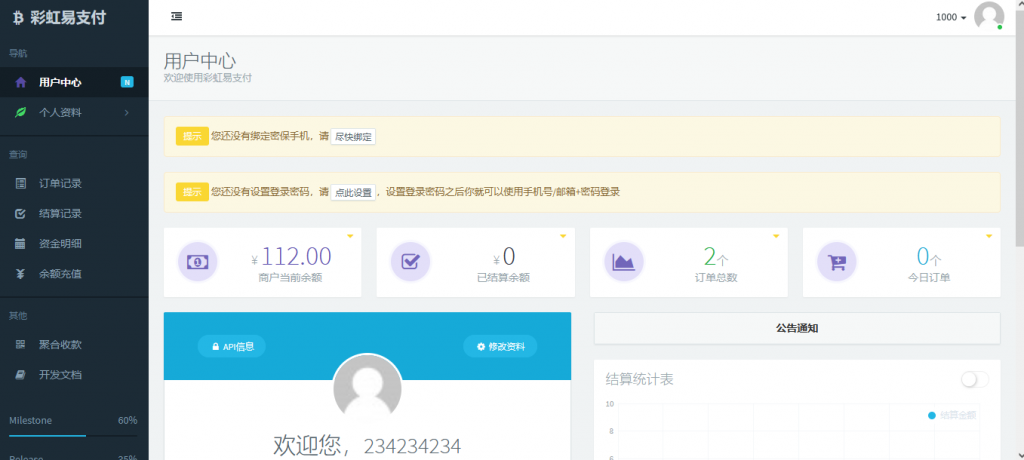 彩虹易支付
1000
导航
用户中心
N
个人资料
查询
订单记录
结算记录
资金明细
余额充值
其他
聚合收款
开发文档
Milestone 60%
Release 35%
用户中心
欢迎使用彩虹易支付
提示 您还没有绑定密保手机，请 尽快绑定
提示 您还没有设置登录密码，请 点此设置 ，设置登录密码之后你就可以使用手机号/邮箱+密码登录
¥ 112.00
商户当前余额
¥ 0
已结算余额
2个
订单总数
0个
今日订单
API信息
修改资料
欢迎您，234234234
公告通知
结算统计表
结算金额
10
8
6